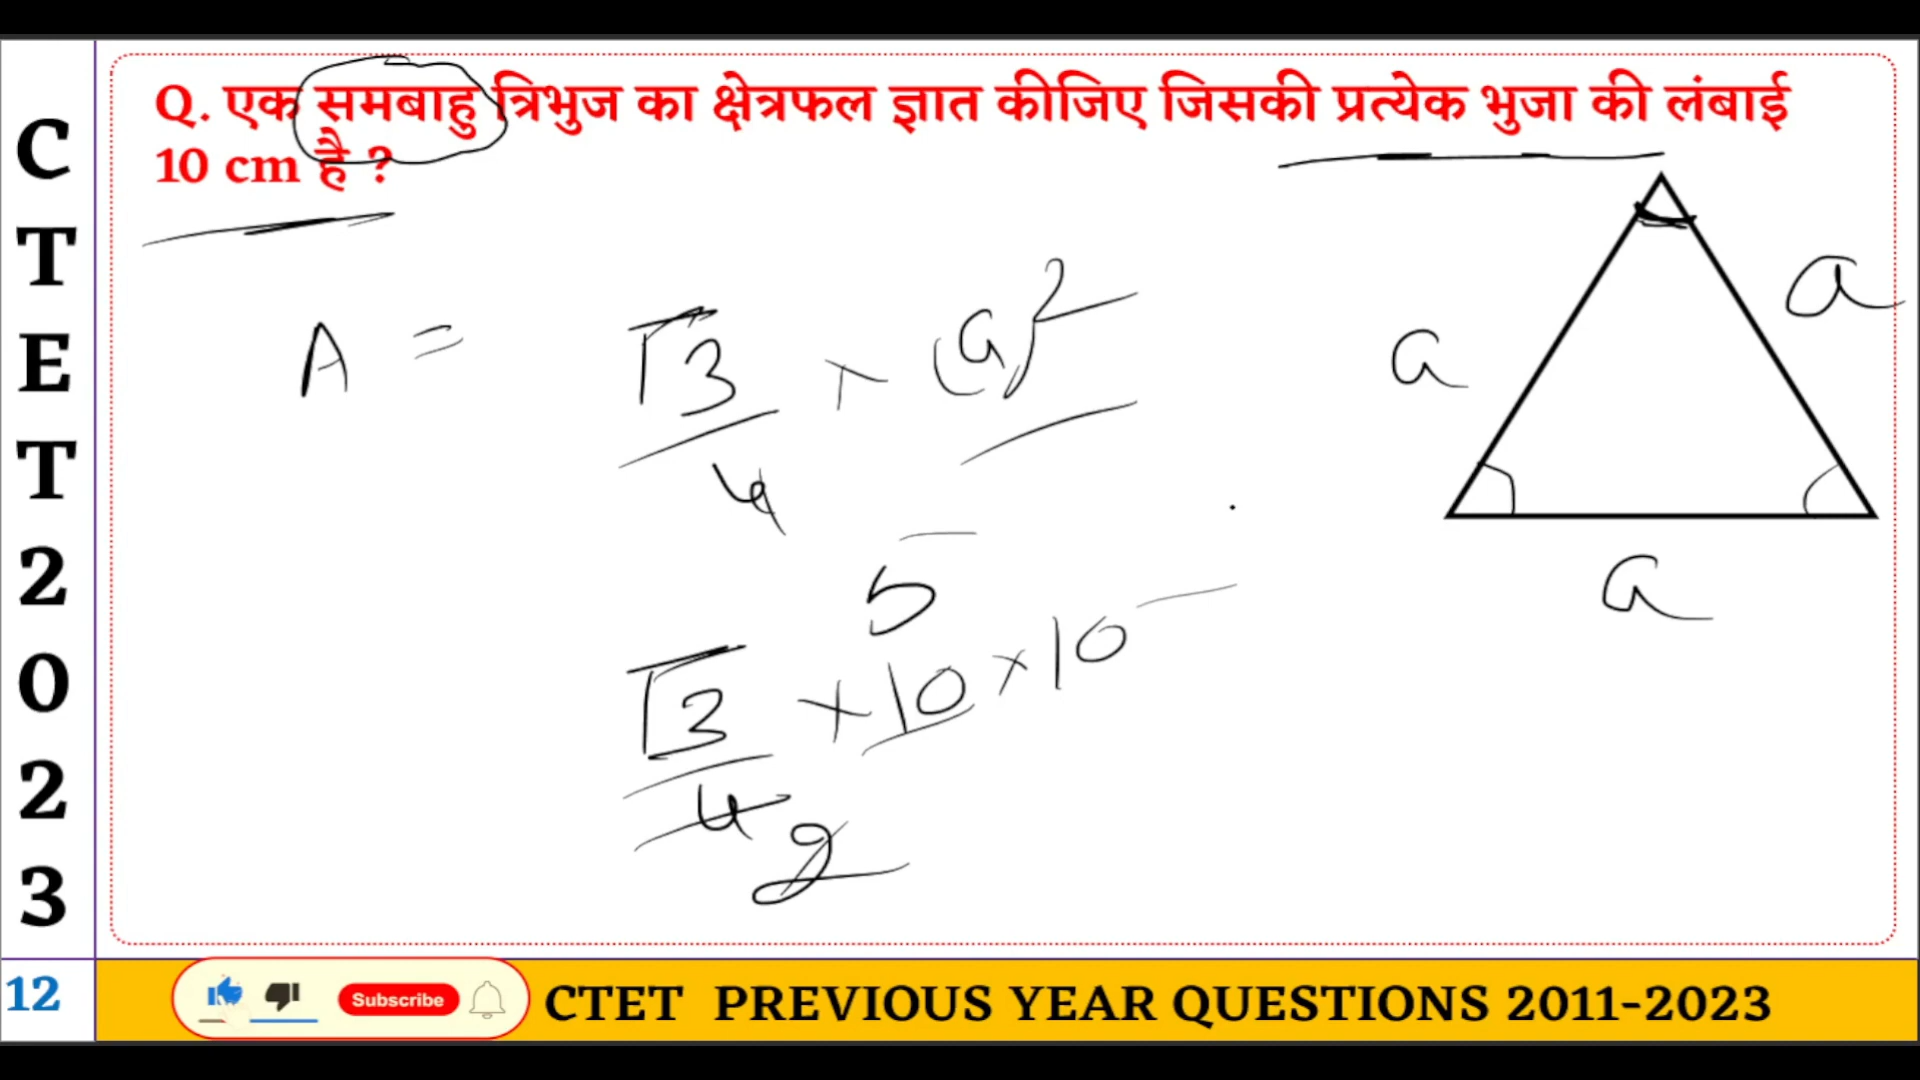 Q. एक समबाहु त्रिभुज का क्षेत्रफल ज्ञात कीजिए जिसकी प्रत्येक भुजा की लंबाई
10 cm है ?
A = √3/4 × (a)²
5
√3/4 × 10 × 10
2
a
a
a
C
T
E
T
2
0
2
3
12
Subscribe
CTET PREVIOUS YEAR QUESTIONS 2011-2023